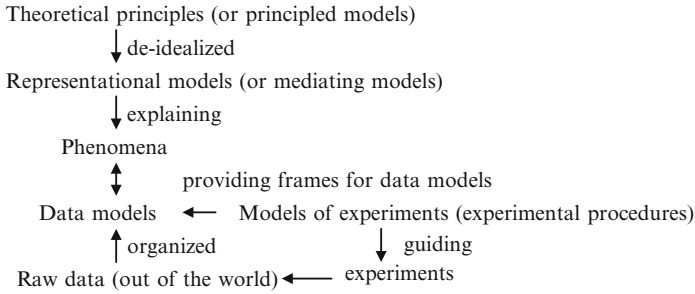 Theoretical principles (or principled models)
de-idealized
Representational models (or mediating models)
explaining
Phenomena
providing frames for data models
Data models
Models of experiments (experimental procedures)
organized
guiding
Raw data (out of the world)
experiments